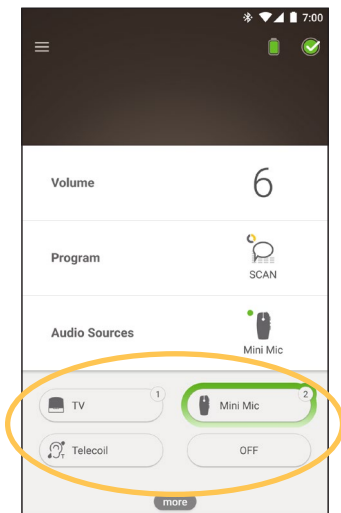 7:00
Volume 6
Program
SCAN
Audio Sources
Mini Mic
TV 1 Mini Mic 2
T
Telecoil OFF
more